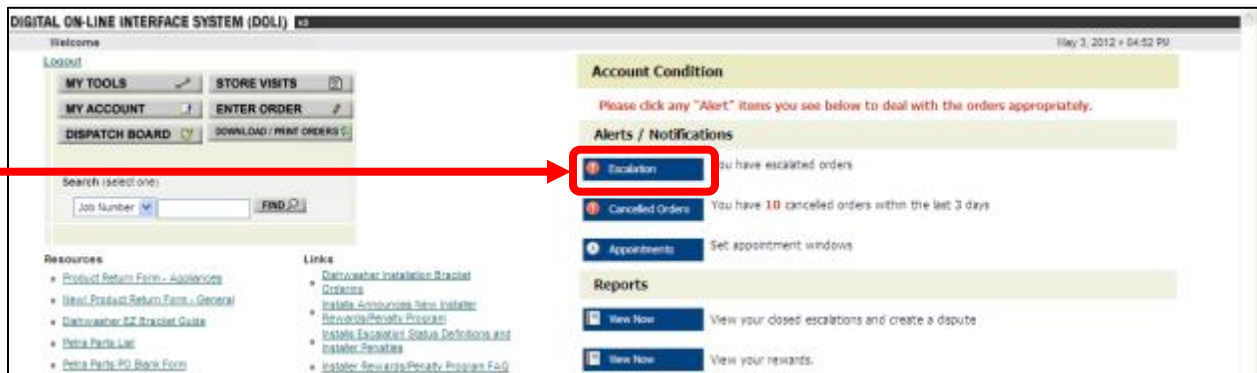 DIGITAL ON-LINE INTERFACE SYSTEM (DOLI)
Welcome
May 3, 2012 • 04:52 PM
Logout
MY TOOLS
STORE VISITS
MY ACCOUNT
ENTER ORDER
DISPATCH BOARD
DOWNLOAD / PRINT ORDERS
Search (select one)
Job Number
FIND
Resources
Product Return Form - Appliances
New! Product Return Form - General
Dishwasher EZ Bracket Guide
Petra Parts List
Petra Parts PO Blank Form
Links
Dishwasher Installation Bracket
Ordering
Installs Announces New Installer
Rewards/Penalty Program
Installs Escalation Status Definitions and
Installer Penalties
Installer Rewards/Penalty Program FAQ
Account Condition
Please click any "Alert" items you see below to deal with the orders appropriately.
Alerts / Notifications
Escalation
You have escalated orders
Cancelled Orders
You have 10 cancelled orders within the last 3 days
Appointments
Set appointment windows
Reports
View Now
View your closed escalations and create a dispute
View Now
View your rewards.